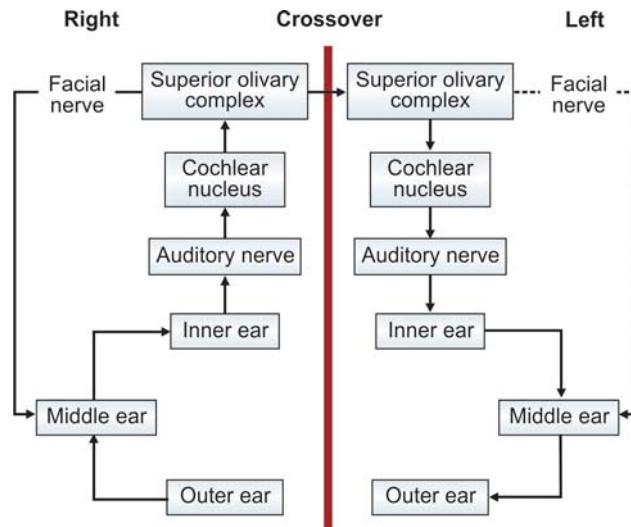 Right Crossover Left
Facial
nerve
Superior olivary
complex
Superior olivary
complex
Facial
nerve
Cochlear
nucleus
Cochlear
nucleus
Auditory nerve
Auditory nerve
Inner ear
Inner ear
Middle ear
Middle ear
Outer ear
Outer ear